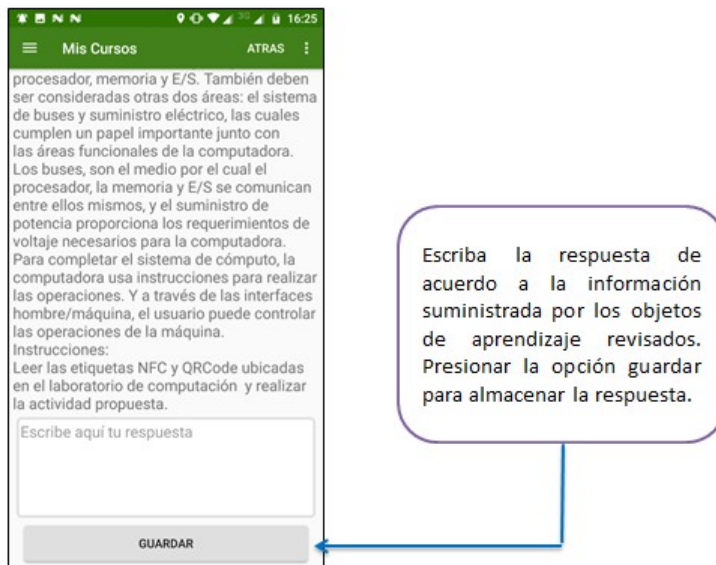 16:25
Mis Cursos
ATRAS
procesador, memoria y E/S. También deben
ser consideradas otras dos áreas: el sistema
de buses y suministro eléctrico, las cuales
cumplen un papel importante junto con
las áreas funcionales de la computadora.
Los buses, son el medio por el cual el
procesador, la memoria y E/S se comunican
entre ellos mismos, y el suministro de
potencia proporciona los requerimientos de
voltaje necesarios para la computadora.
Para completar el sistema de cómputo, la
computadora usa instrucciones para realizar
las operaciones. Y a través de las interfaces
hombre/máquina, el usuario puede controlar
las operaciones de la máquina.
Instrucciones:
Leer las etiquetas NFC y QRCode ubicadas
en el laboratorio de computación y realizar
la actividad propuesta.
Escribe aquí tu respuesta
GUARDAR
Escriba la respuesta de
acuerdo a la información
suministrada por los objetos
de aprendizaje revisados.
Presionar la opción guardar
para almacenar la respuesta.